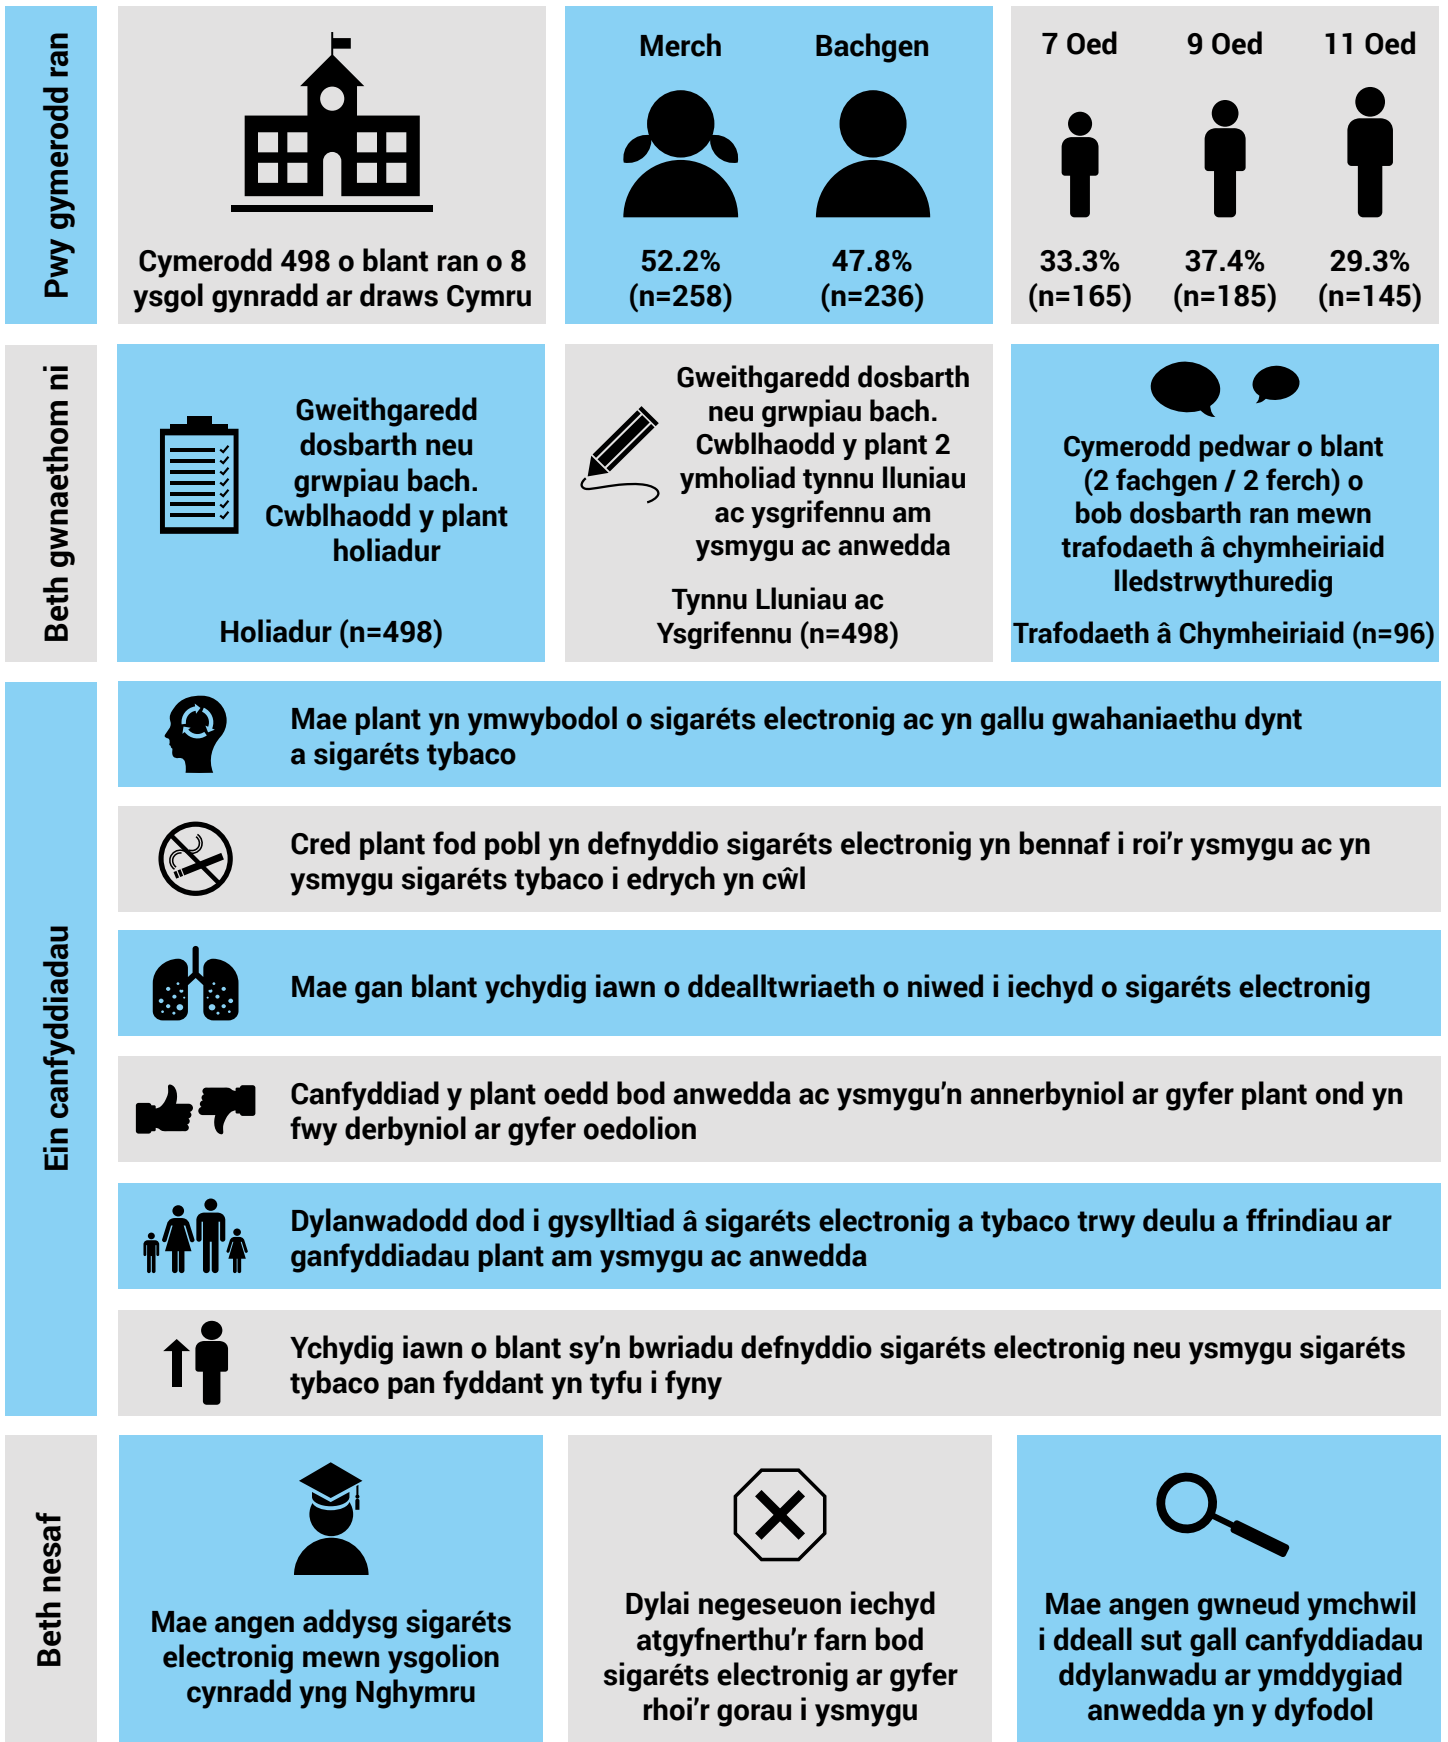 Pwy gymerodd ran
Cymerodd 498 o blant ran o 8
ysgol gynradd ar draws Cymru
Merch
52.2%
(n=258)
Bachgen
47.8%
(n=236)
7 Oed
33.3%
(n=165)
9 Oed
37.4%
(n=185)
11 Oed
29.3%
(n=145)
Beth gwnaethom ni
Gweithgaredd
dosbarth neu
grwpiau bach.
Cwblhaodd y plant
holiadur
Holiadur (n=498)
Gweithgaredd dosbarth
neu grwpiau bach.
Cwblhaodd y plant 2
ymholiad tynnu lluniau
ac ysgrifennu am
ysmygu ac anwedda
Tynnu Lluniau ac
Ysgrifennu (n=498)
Cymerodd pedwar o blant
(2 fachgen / 2 ferch) o
bob dosbarth ran mewn
trafodaeth â chymheiriaid
lledstrwythuredig
Trafodaeth â Chymheiriaid (n=96)
Ein canfyddiadau
Mae plant yn ymwybodol o sigaréts electronig ac yn gallu gwahaniaethu dynt
a sigaréts tybaco
Cred plant fod pobl yn defnyddio sigaréts electronig yn bennaf i roi'r ysmygu ac yn
ysmygu sigaréts tybaco i edrych yn cŵl
Mae gan blant ychydig iawn o ddealltwriaeth o niwed i iechyd o sigaréts electronig
Canfyddiad y plant oedd bod anwedda ac ysmygu'n annerbyniol ar gyfer plant ond yn
fwy derbyniol ar gyfer oedolion
Dylanwadodd dod i gysylltiad â sigaréts electronig a tybaco trwy deulu a ffrindiau ar
ganfyddiadau plant am ysmygu ac anwedda
Ychydig iawn o blant sy'n bwriadu defnyddio sigaréts electronig neu ysmygu sigaréts
tybaco pan fyddant yn tyfu i fyny
Beth nesaf
Mae angen addysg sigaréts
electronig mewn ysgolion
cynradd yng Nghymru
Dylai negeseuon iechyd
atgyfnerthu'r farn bod
sigaréts electronig ar gyfer
rhoi'r gorau i ysmygu
Mae angen gwneud ymchwil
i ddeall sut gall canfyddiadau
ddylanwadu ar ymddygiad
anwedda yn y dyfodol